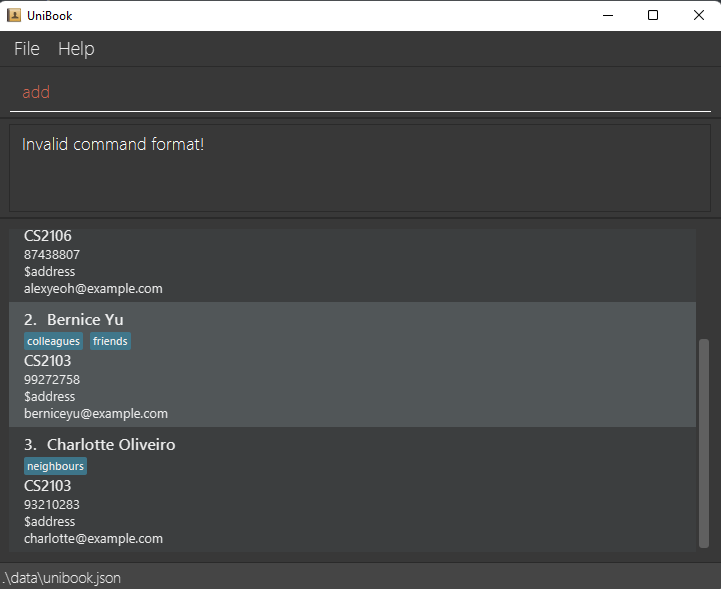 UniBook
File Help
add
Invalid command format!
CS2106
87438807
$address
alexyeoh@example.com
2. Bernice Yu
colleagues friends
CS2103
99272758
$address
berniceyu@example.com
3. Charlotte Oliveiro
neighbours
CS2103
93210283
$address
charlotte@example.com
.\data\unibook.json